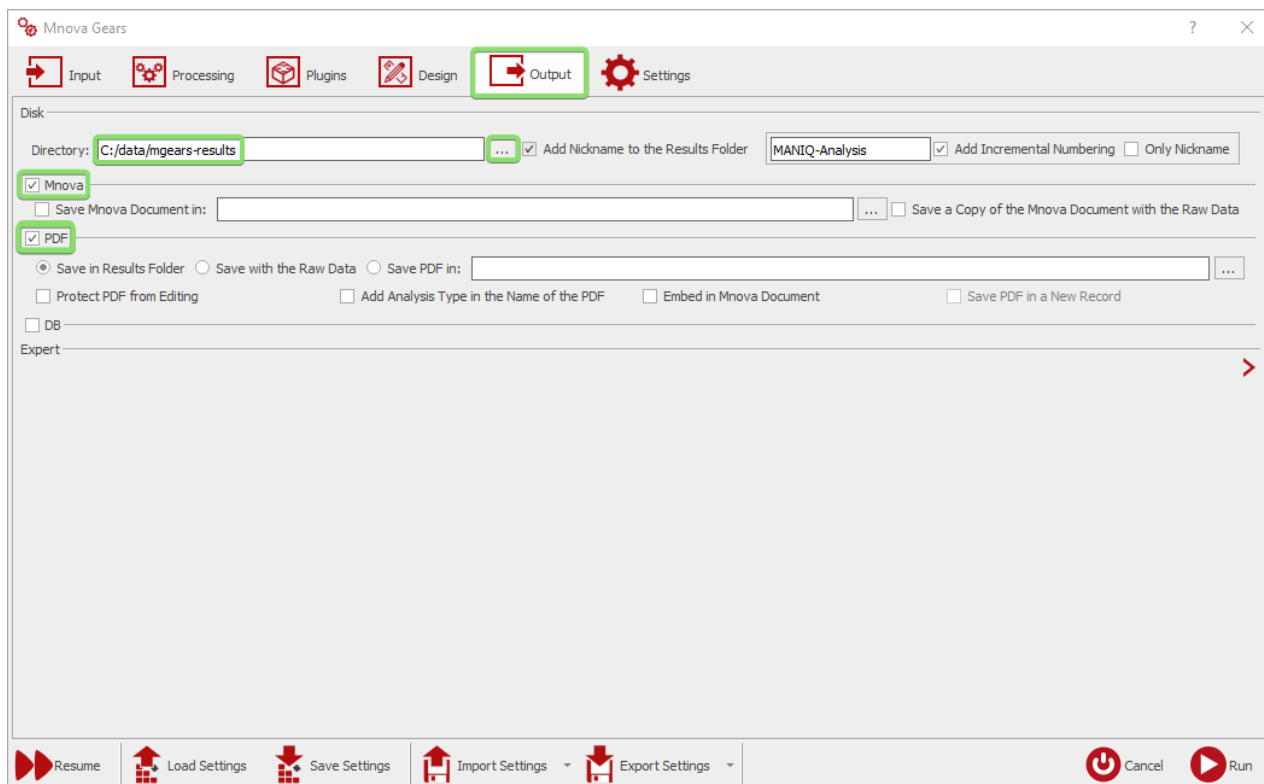 Mnova Gears ?
Input Processing Plugins Design Output Settings
Disk
Directory: C:/data/mgears-results ... Add Nickname to the Results Folder MANIQ-Analysis Add Incremental Numbering Only Nickname
Mnova
Save Mnova Document in: ... Save a Copy of the Mnova Document with the Raw Data
PDF
Save in Results Folder Save with the Raw Data Save PDF in: ...
Protect PDF from Editing Add Analysis Type in the Name of the PDF Embed in Mnova Document Save PDF in a New Record
DB
Expert
Resume Load Settings Save Settings Import Settings Export Settings Cancel Run